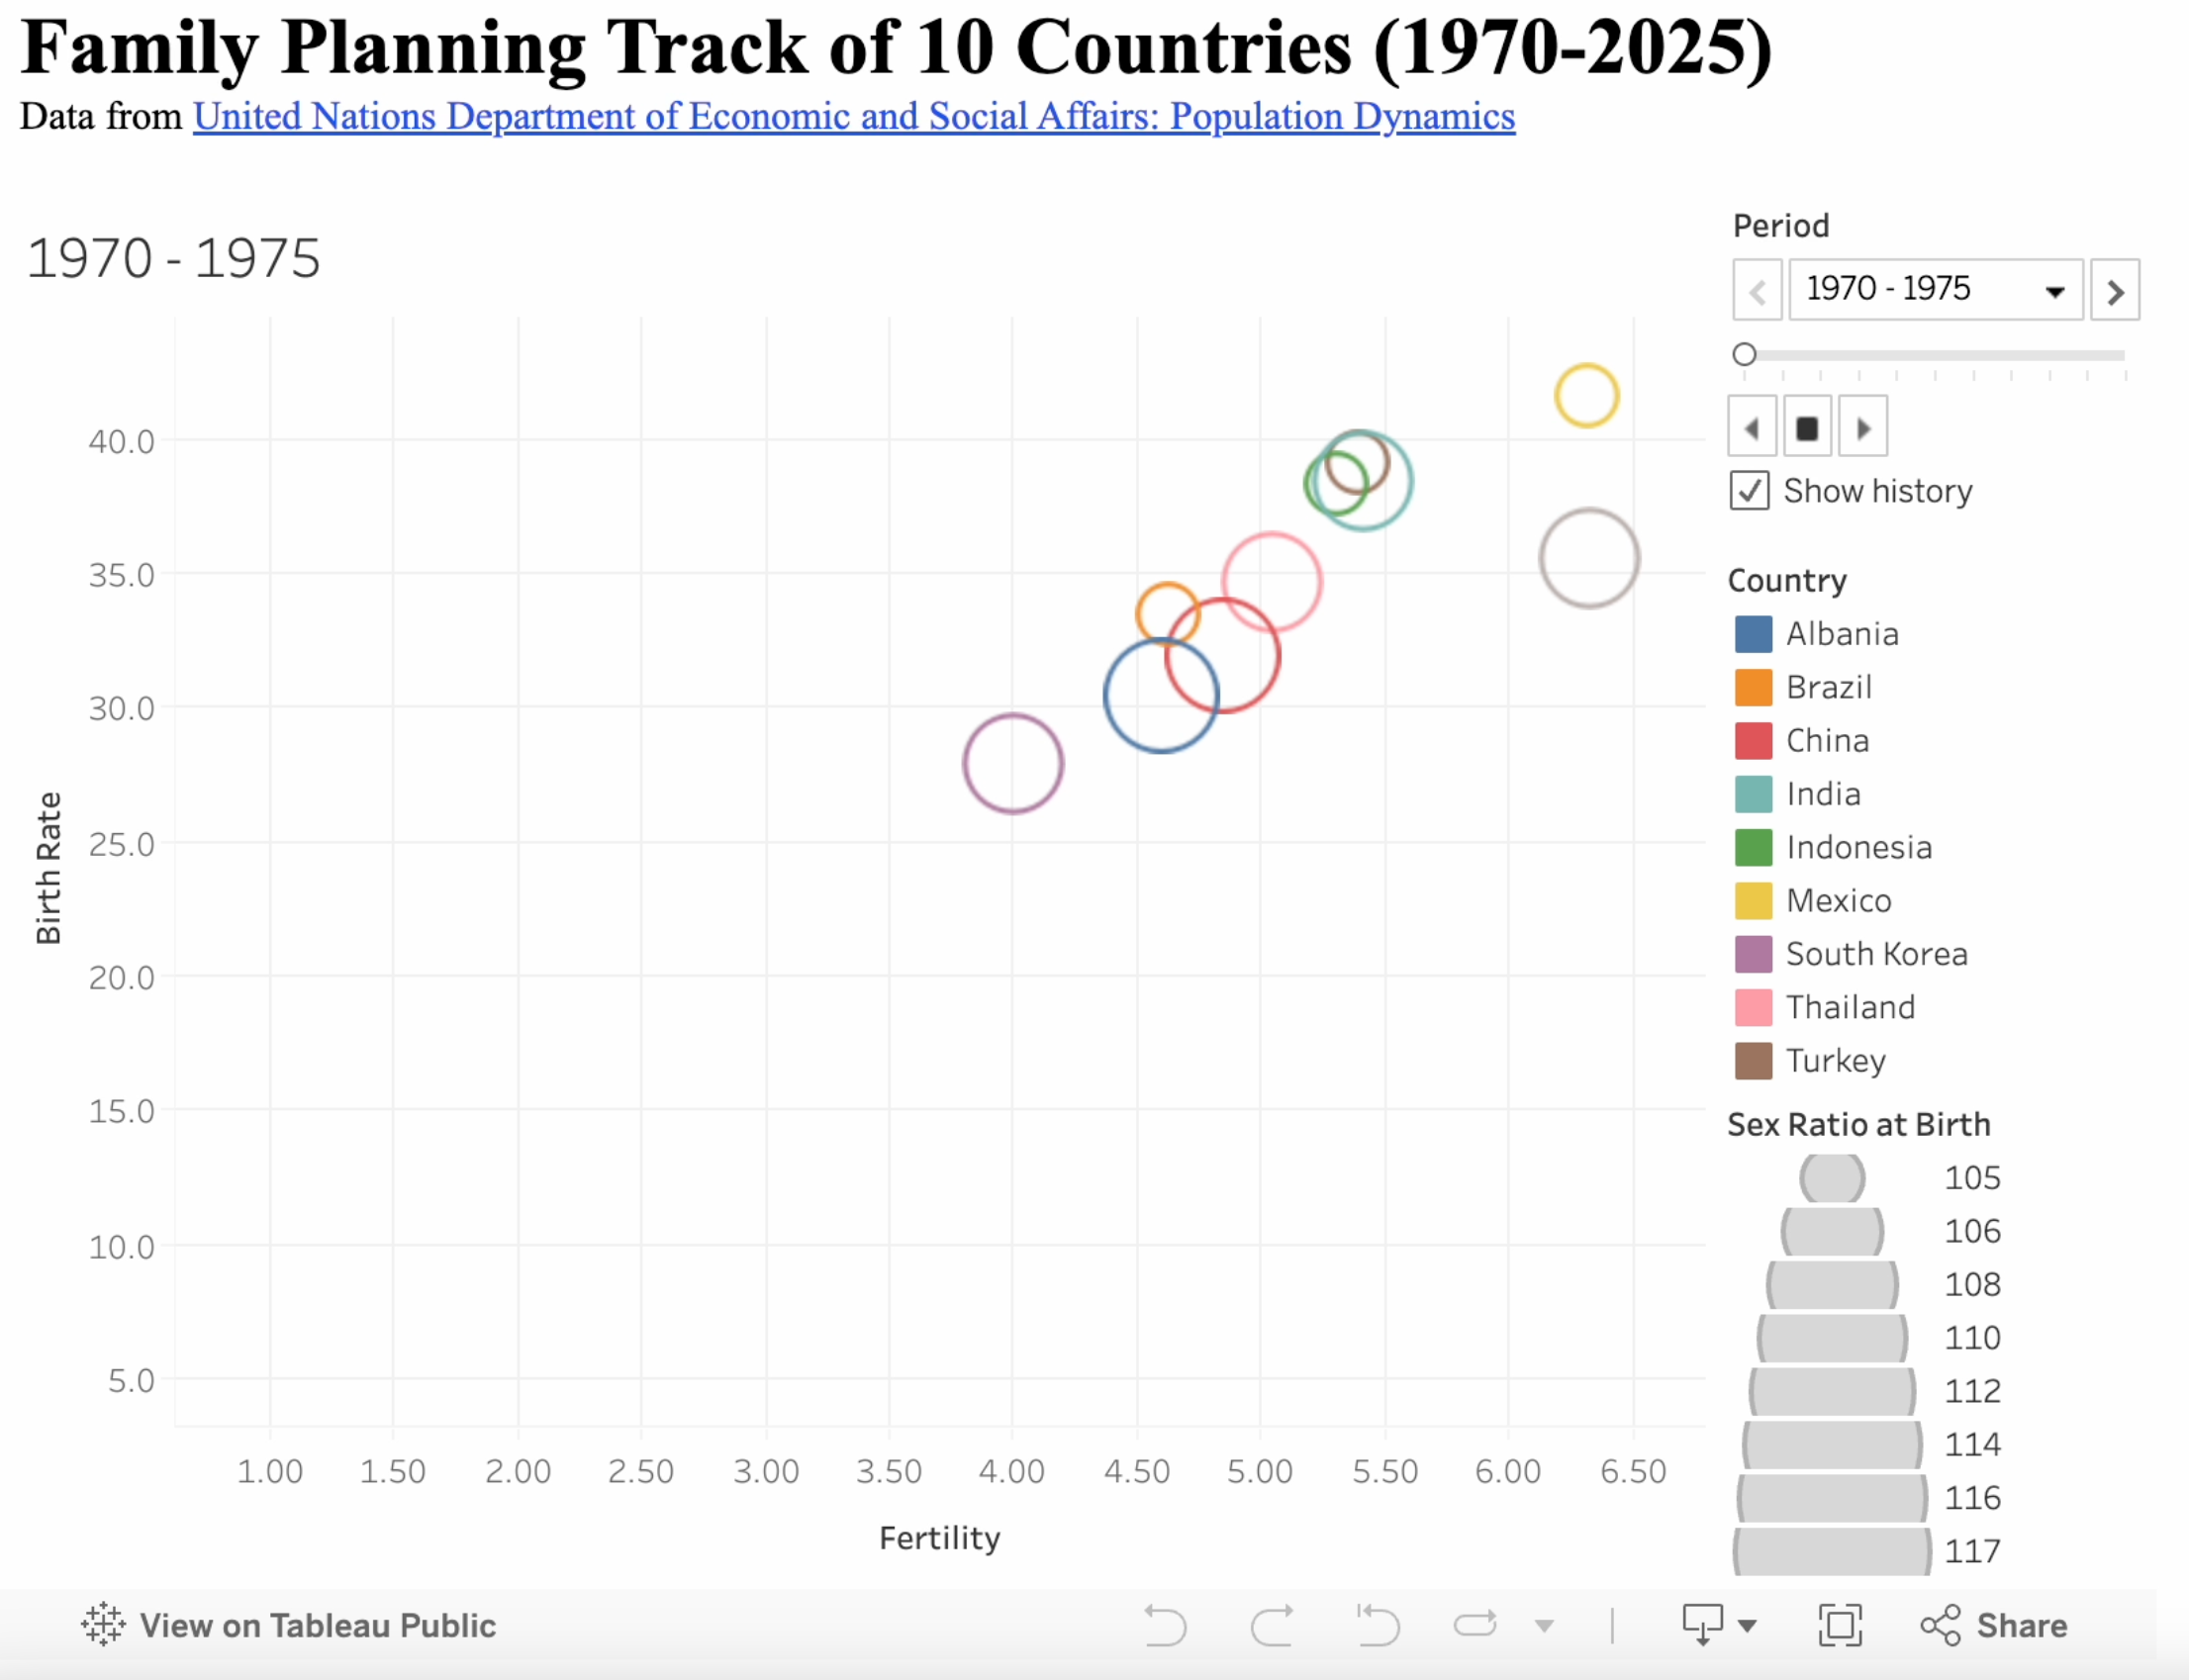 Family Planning Track of 10 Countries (1970-2025)
Data from United Nations Department of Economic and Social Affairs: Population Dynamics
1970 - 1975
Birth Rate
40.0
35.0
30.0
25.0
20.0
15.0
10.0
5.0
1.00 1.50 2.00 2.50 3.00 3.50 4.00 4.50 5.00 5.50 6.00 6.50
Fertility
Period
1970 - 1975
Show history
Country
Albania
Brazil
China
India
Indonesia
Mexico
South Korea
Thailand
Turkey
Sex Ratio at Birth
105
106
108
110
112
114
116
117
View on Tableau Public
Share